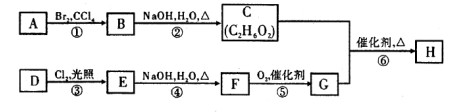 A Br₂,CCl₄ ① B NaOH,H₂O,△ ② C (C₂H₆O₂)
催化剂,△ ⑥ H
D Cl₂,光照 ③ E NaOH,H₂O,△ ④ F O₂,催化剂 ⑤ G